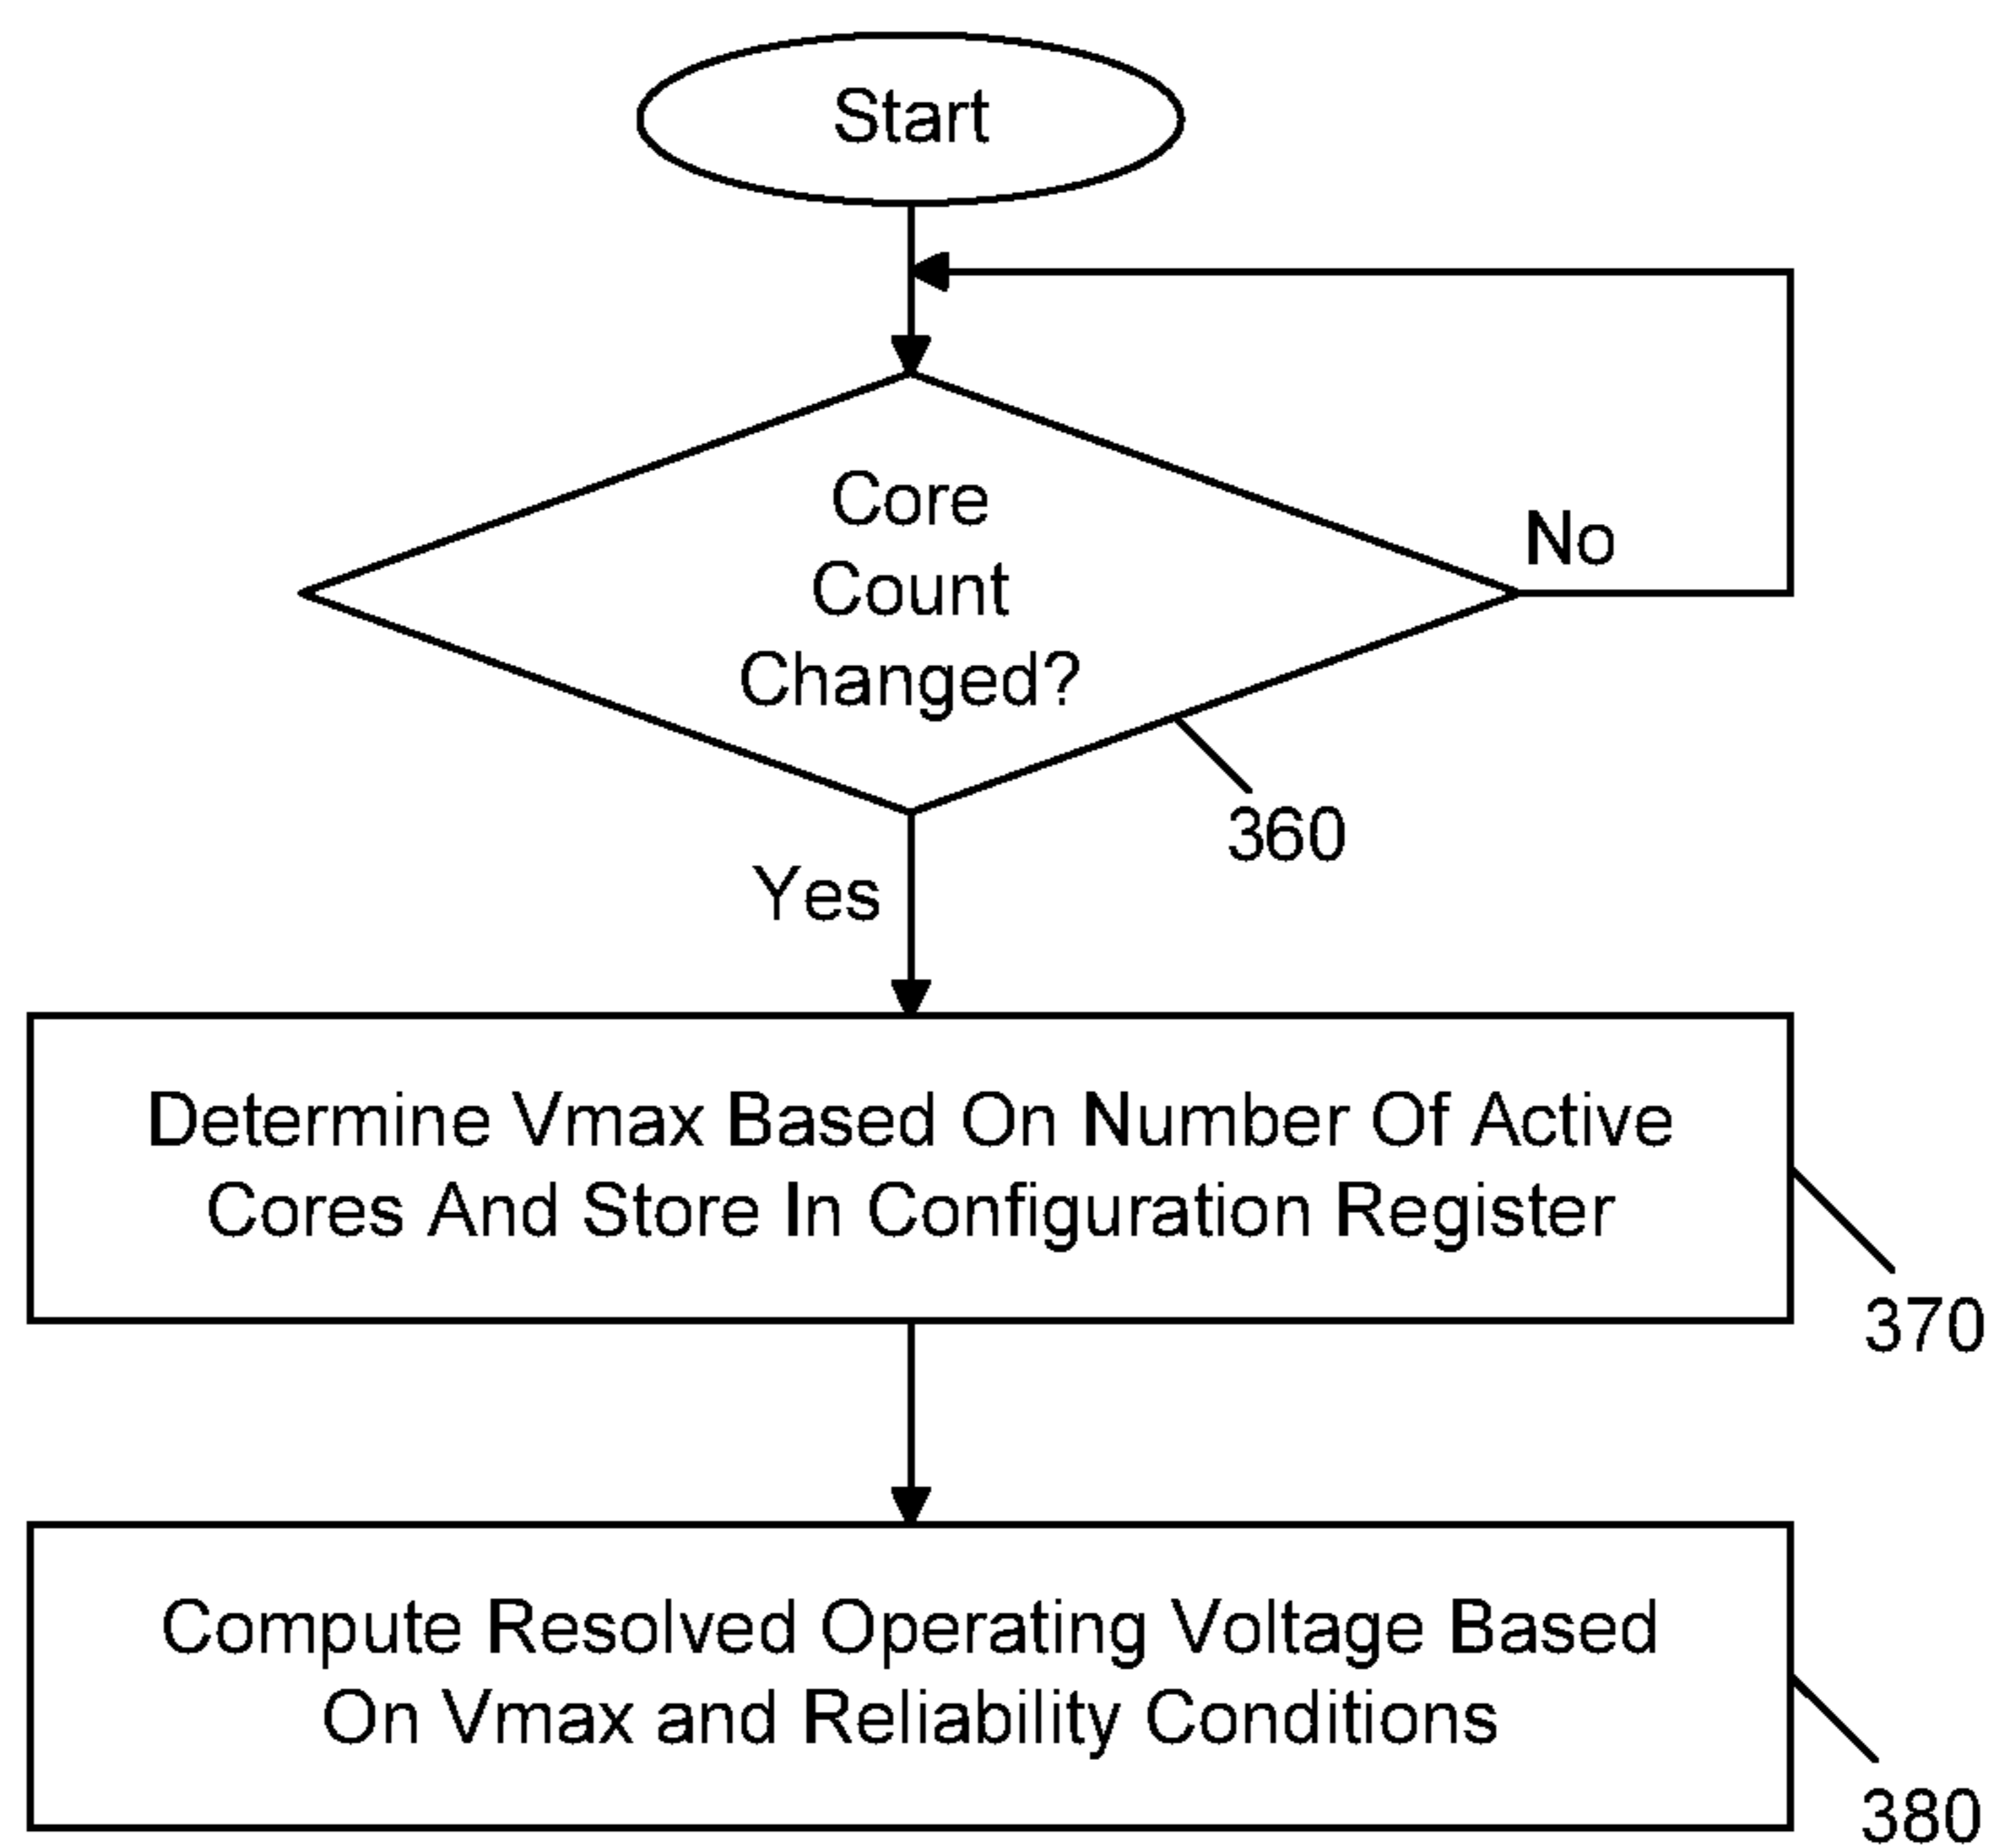 Start
Core
Count
Changed?
No
360
Yes
Determine Vmax Based On Number Of Active
Cores And Store In Configuration Register
370
Compute Resolved Operating Voltage Based
On Vmax and Reliability Conditions
380